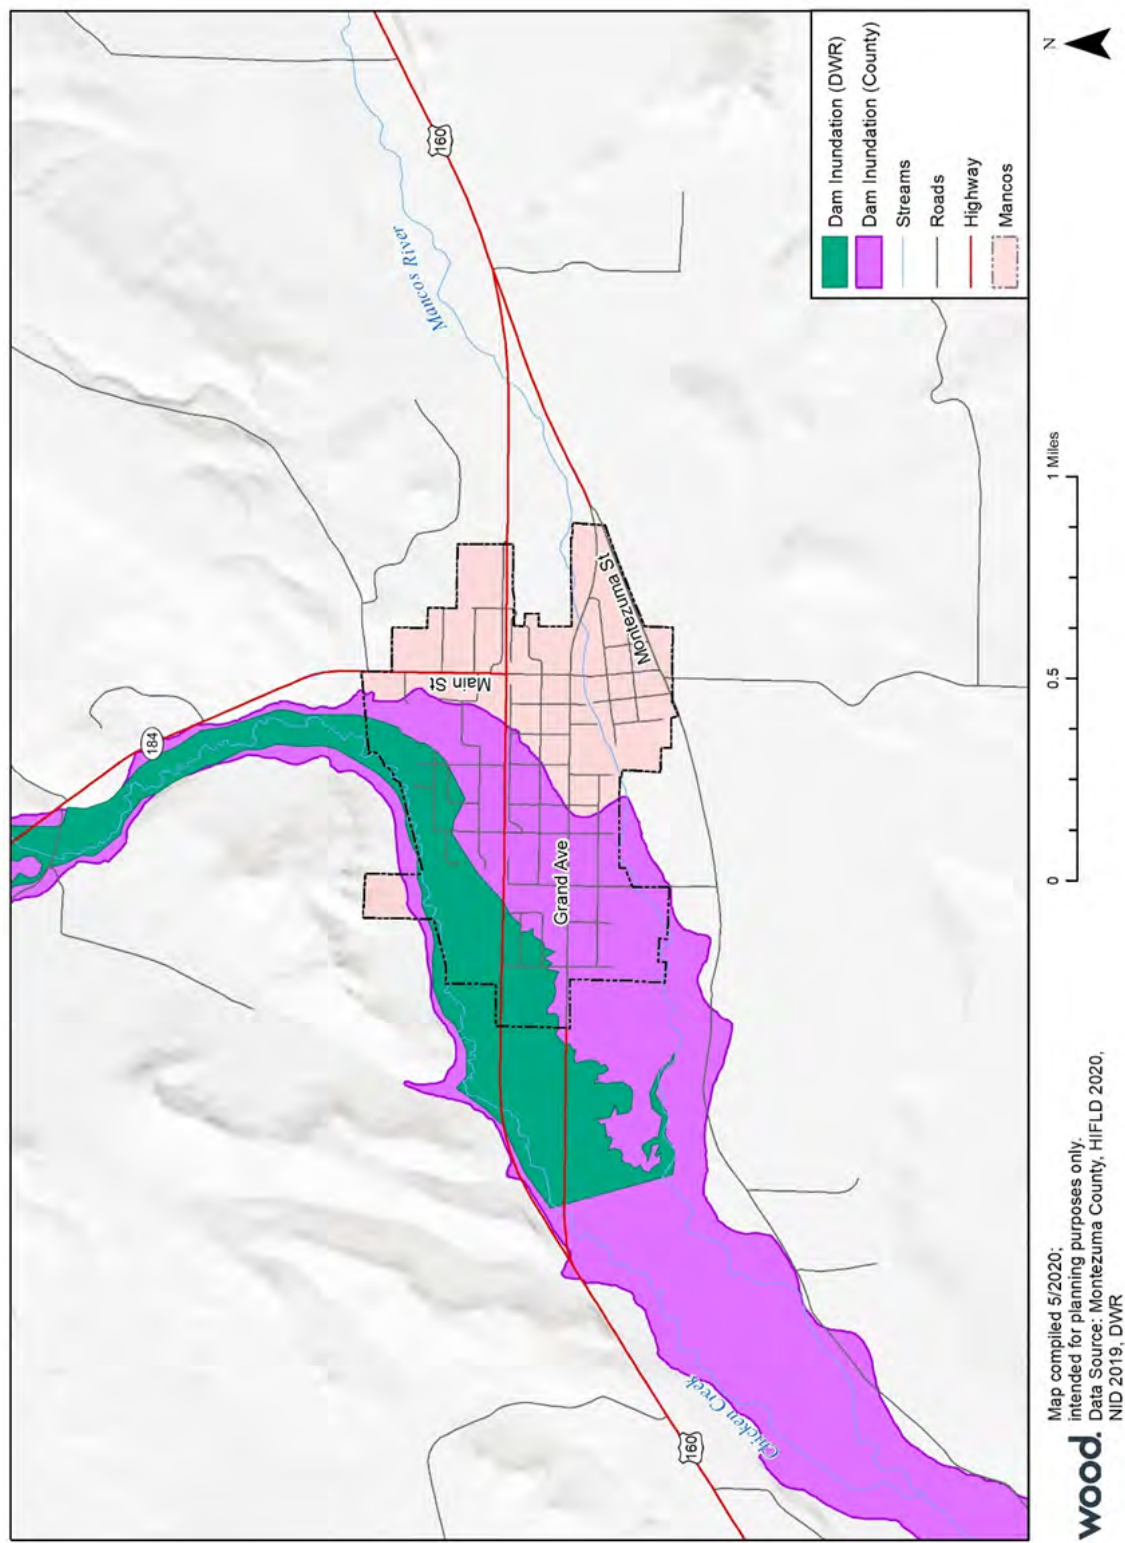 160
Mancos River
184
Main St
Montezuma St
Grand Ave
160
Chicken Creek
Dam Inundation (DWR)
Dam Inundation (County)
Streams
Roads
Highway
Mancos
N
0 0.5 1 Miles
wood.
Map compiled 5/2020;
intended for planning purposes only.
Data Source: Montezuma County, HIFLD 2020,
NID 2019, DWR